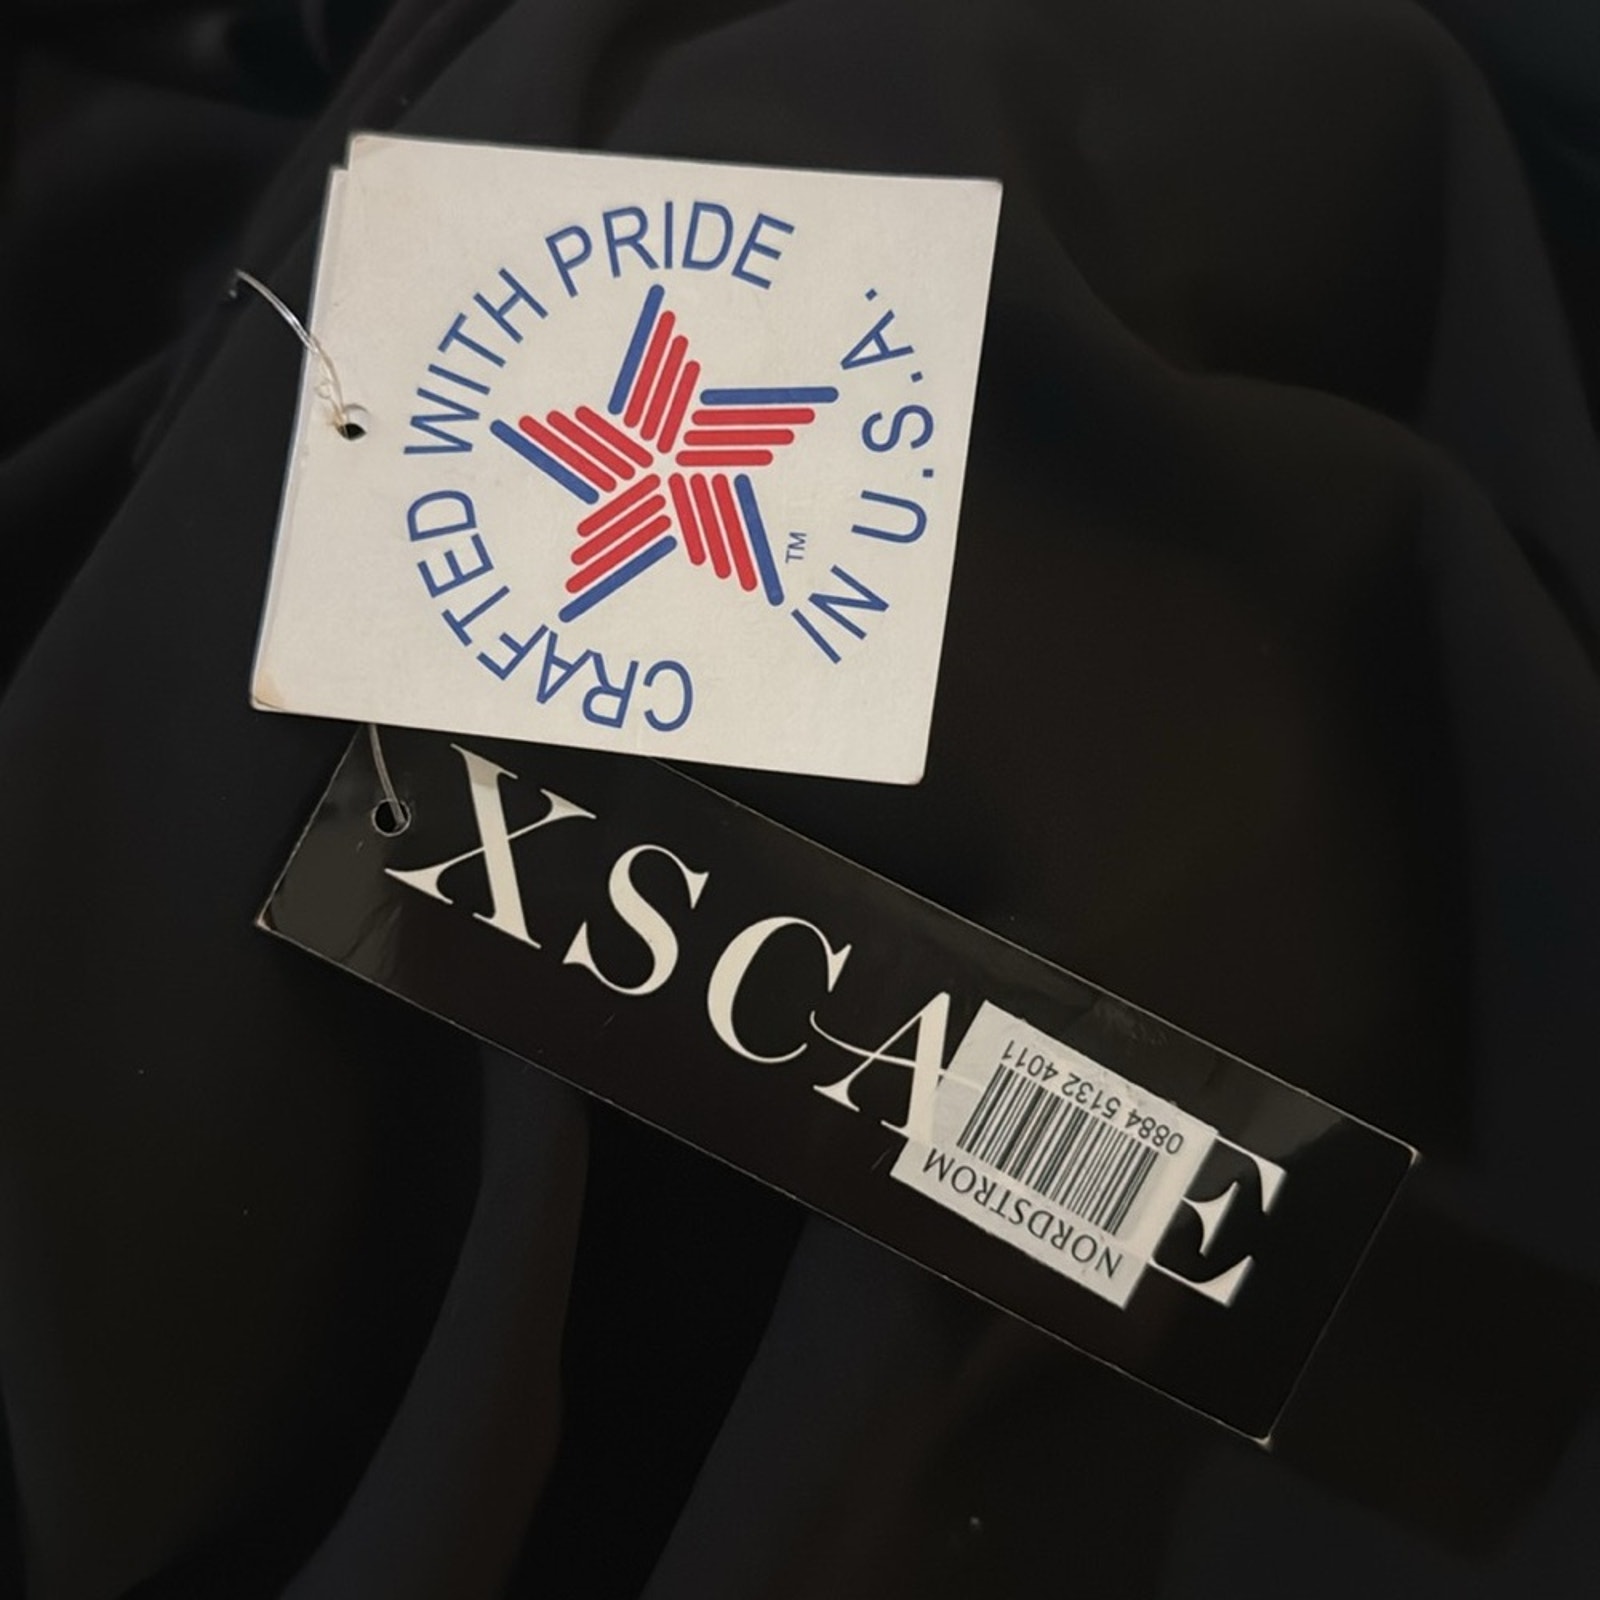 CRAFTED WITH PRIDE
IN U.S.A.
TM
XSCA E
0884 5132 4011
NORDSTROM